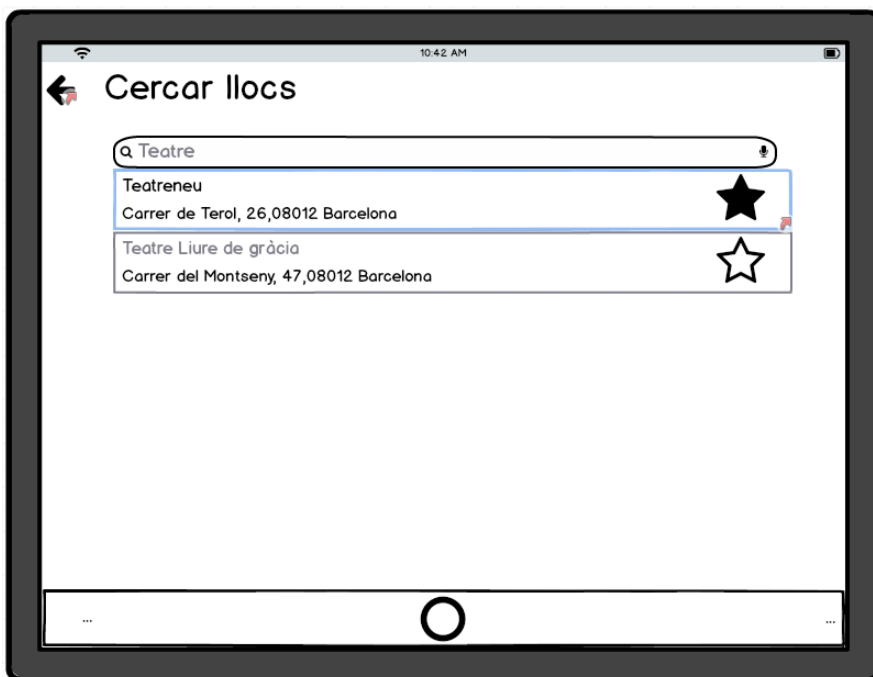 10:42 AM
Cercar llocs
Teatre
Teatreneu
Carrer de Terol, 26,08012 Barcelona
Teatre Lliure de gràcia
Carrer del Montseny, 47,08012 Barcelona
... ...